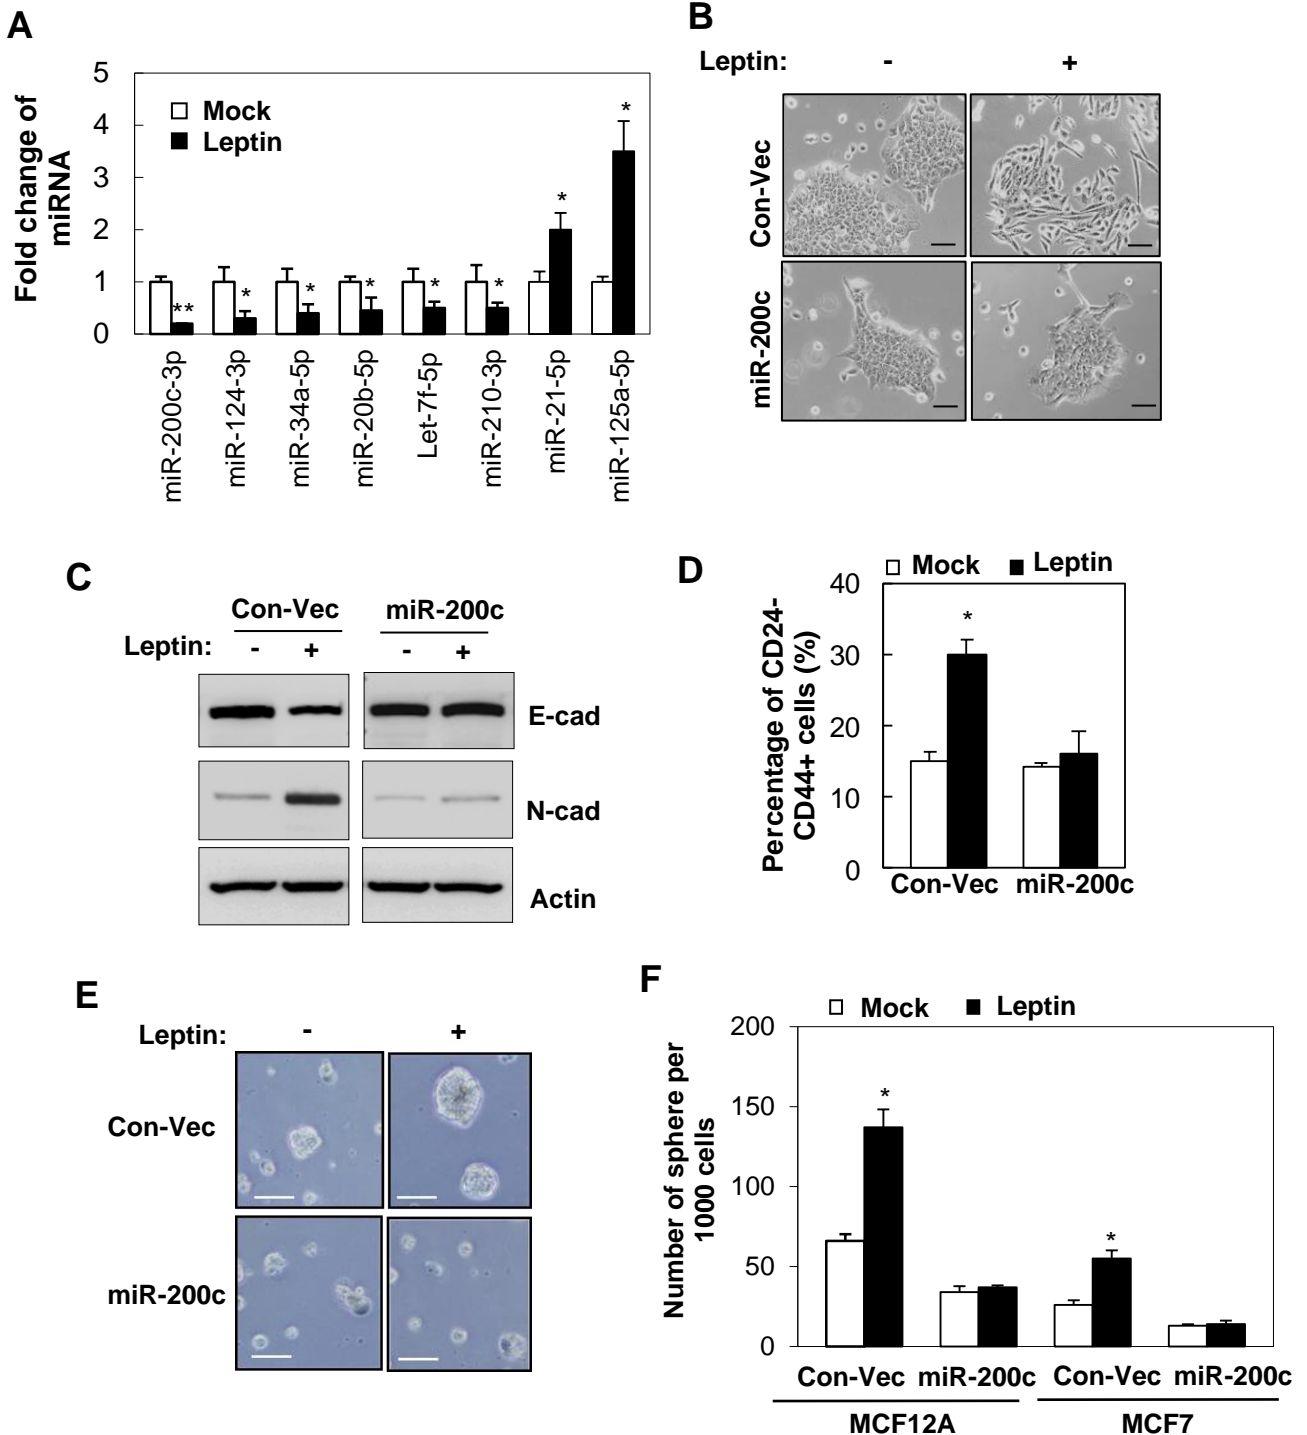 A
Fold change of
miRNA
5
4
3
2
1
0
Mock
Leptin
**
*
*
*
*
*
*
*
miR-200c-3p
miR-124-3p
miR-34a-5p
miR-20b-5p
Let-7f-5p
miR-210-3p
miR-21-5p
miR-125a-5p
B
Leptin: - +
Con-Vec
miR-200c
C
Con-Vec miR-200c
Leptin: - + - +
E-cad
N-cad
Actin
D
Mock Leptin
Percentage of CD24-
CD44+ cells (%)
40
30
20
10
0
*
Con-Vec miR-200c
E
Leptin: - +
Con-Vec
miR-200c
F
Mock Leptin
Number of sphere per
1000 cells
200
150
100
50
0
*
*
Con-Vec miR-200c Con-Vec miR-200c
MCF12A MCF7